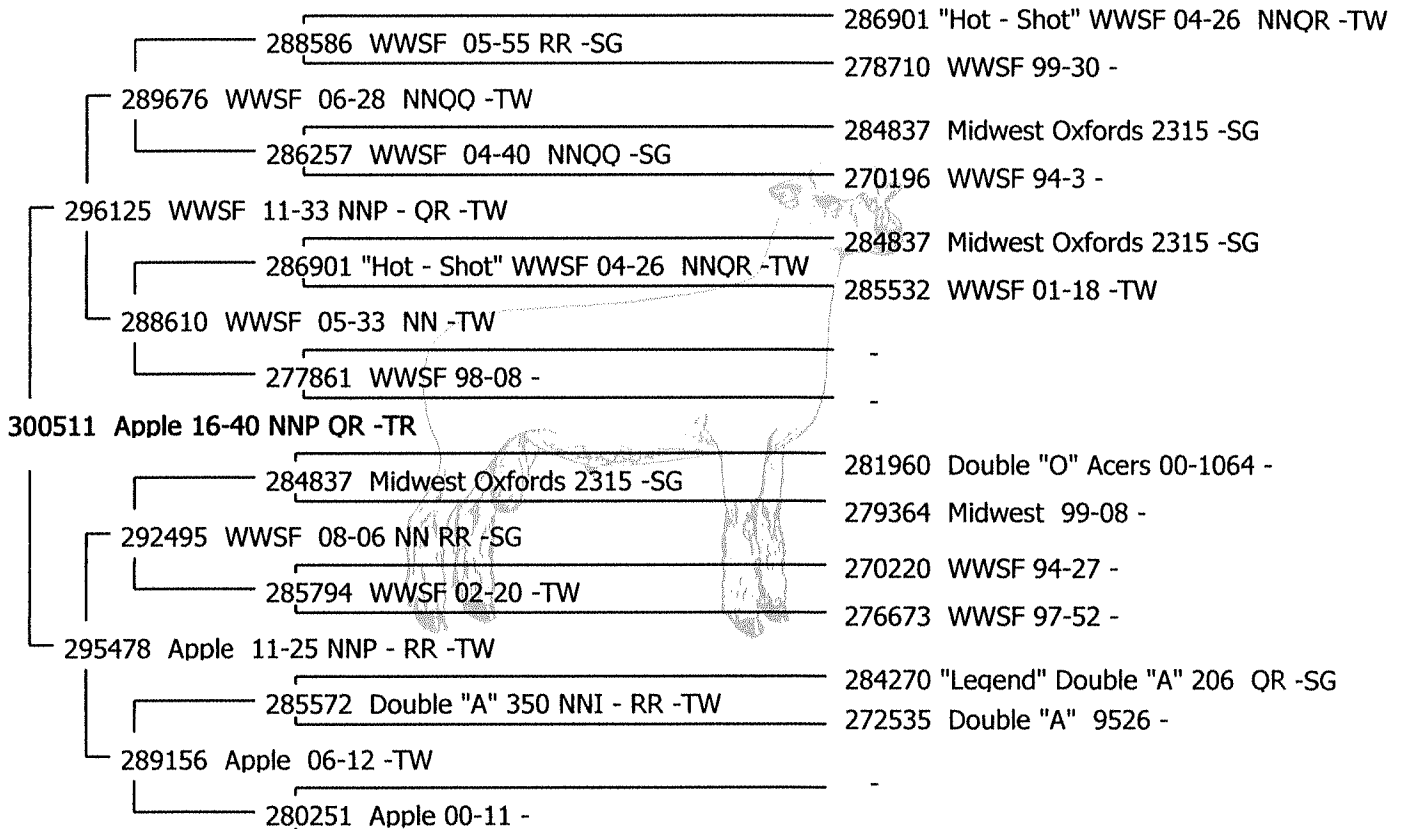 286901 "Hot - Shot" WWSF 04-26 NNQR -TW
288586 WWSF 05-55 RR -SG
278710 WWSF 99-30 -
289676 WWSF 06-28 NNQQ -TW
284837 Midwest Oxfords 2315 -SG
286257 WWSF 04-40 NNQQ -SG
270196 WWSF 94-3 -
296125 WWSF 11-33 NNP - QR -TW
284837 Midwest Oxfords 2315 -SG
286901 "Hot - Shot" WWSF 04-26 NNQR -TW
285532 WWSF 01-18 -TW
288610 WWSF 05-33 NN -TW
-
277861 WWSF 98-08 -
-
300511 Apple 16-40 NNP QR -TR
281960 Double "O" Acers 00-1064 -
284837 Midwest Oxfords 2315 -SG
279364 Midwest 99-08 -
292495 WWSF 08-06 NN RR -SG
270220 WWSF 94-27 -
285794 WWSF 02-20 -TW
276673 WWSF 97-52 -
295478 Apple 11-25 NNP - RR -TW
284270 "Legend" Double "A" 206 QR -SG
285572 Double "A" 350 NNI - RR -TW
272535 Double "A" 9526 -
289156 Apple 06-12 -TW
-
280251 Apple 00-11 -